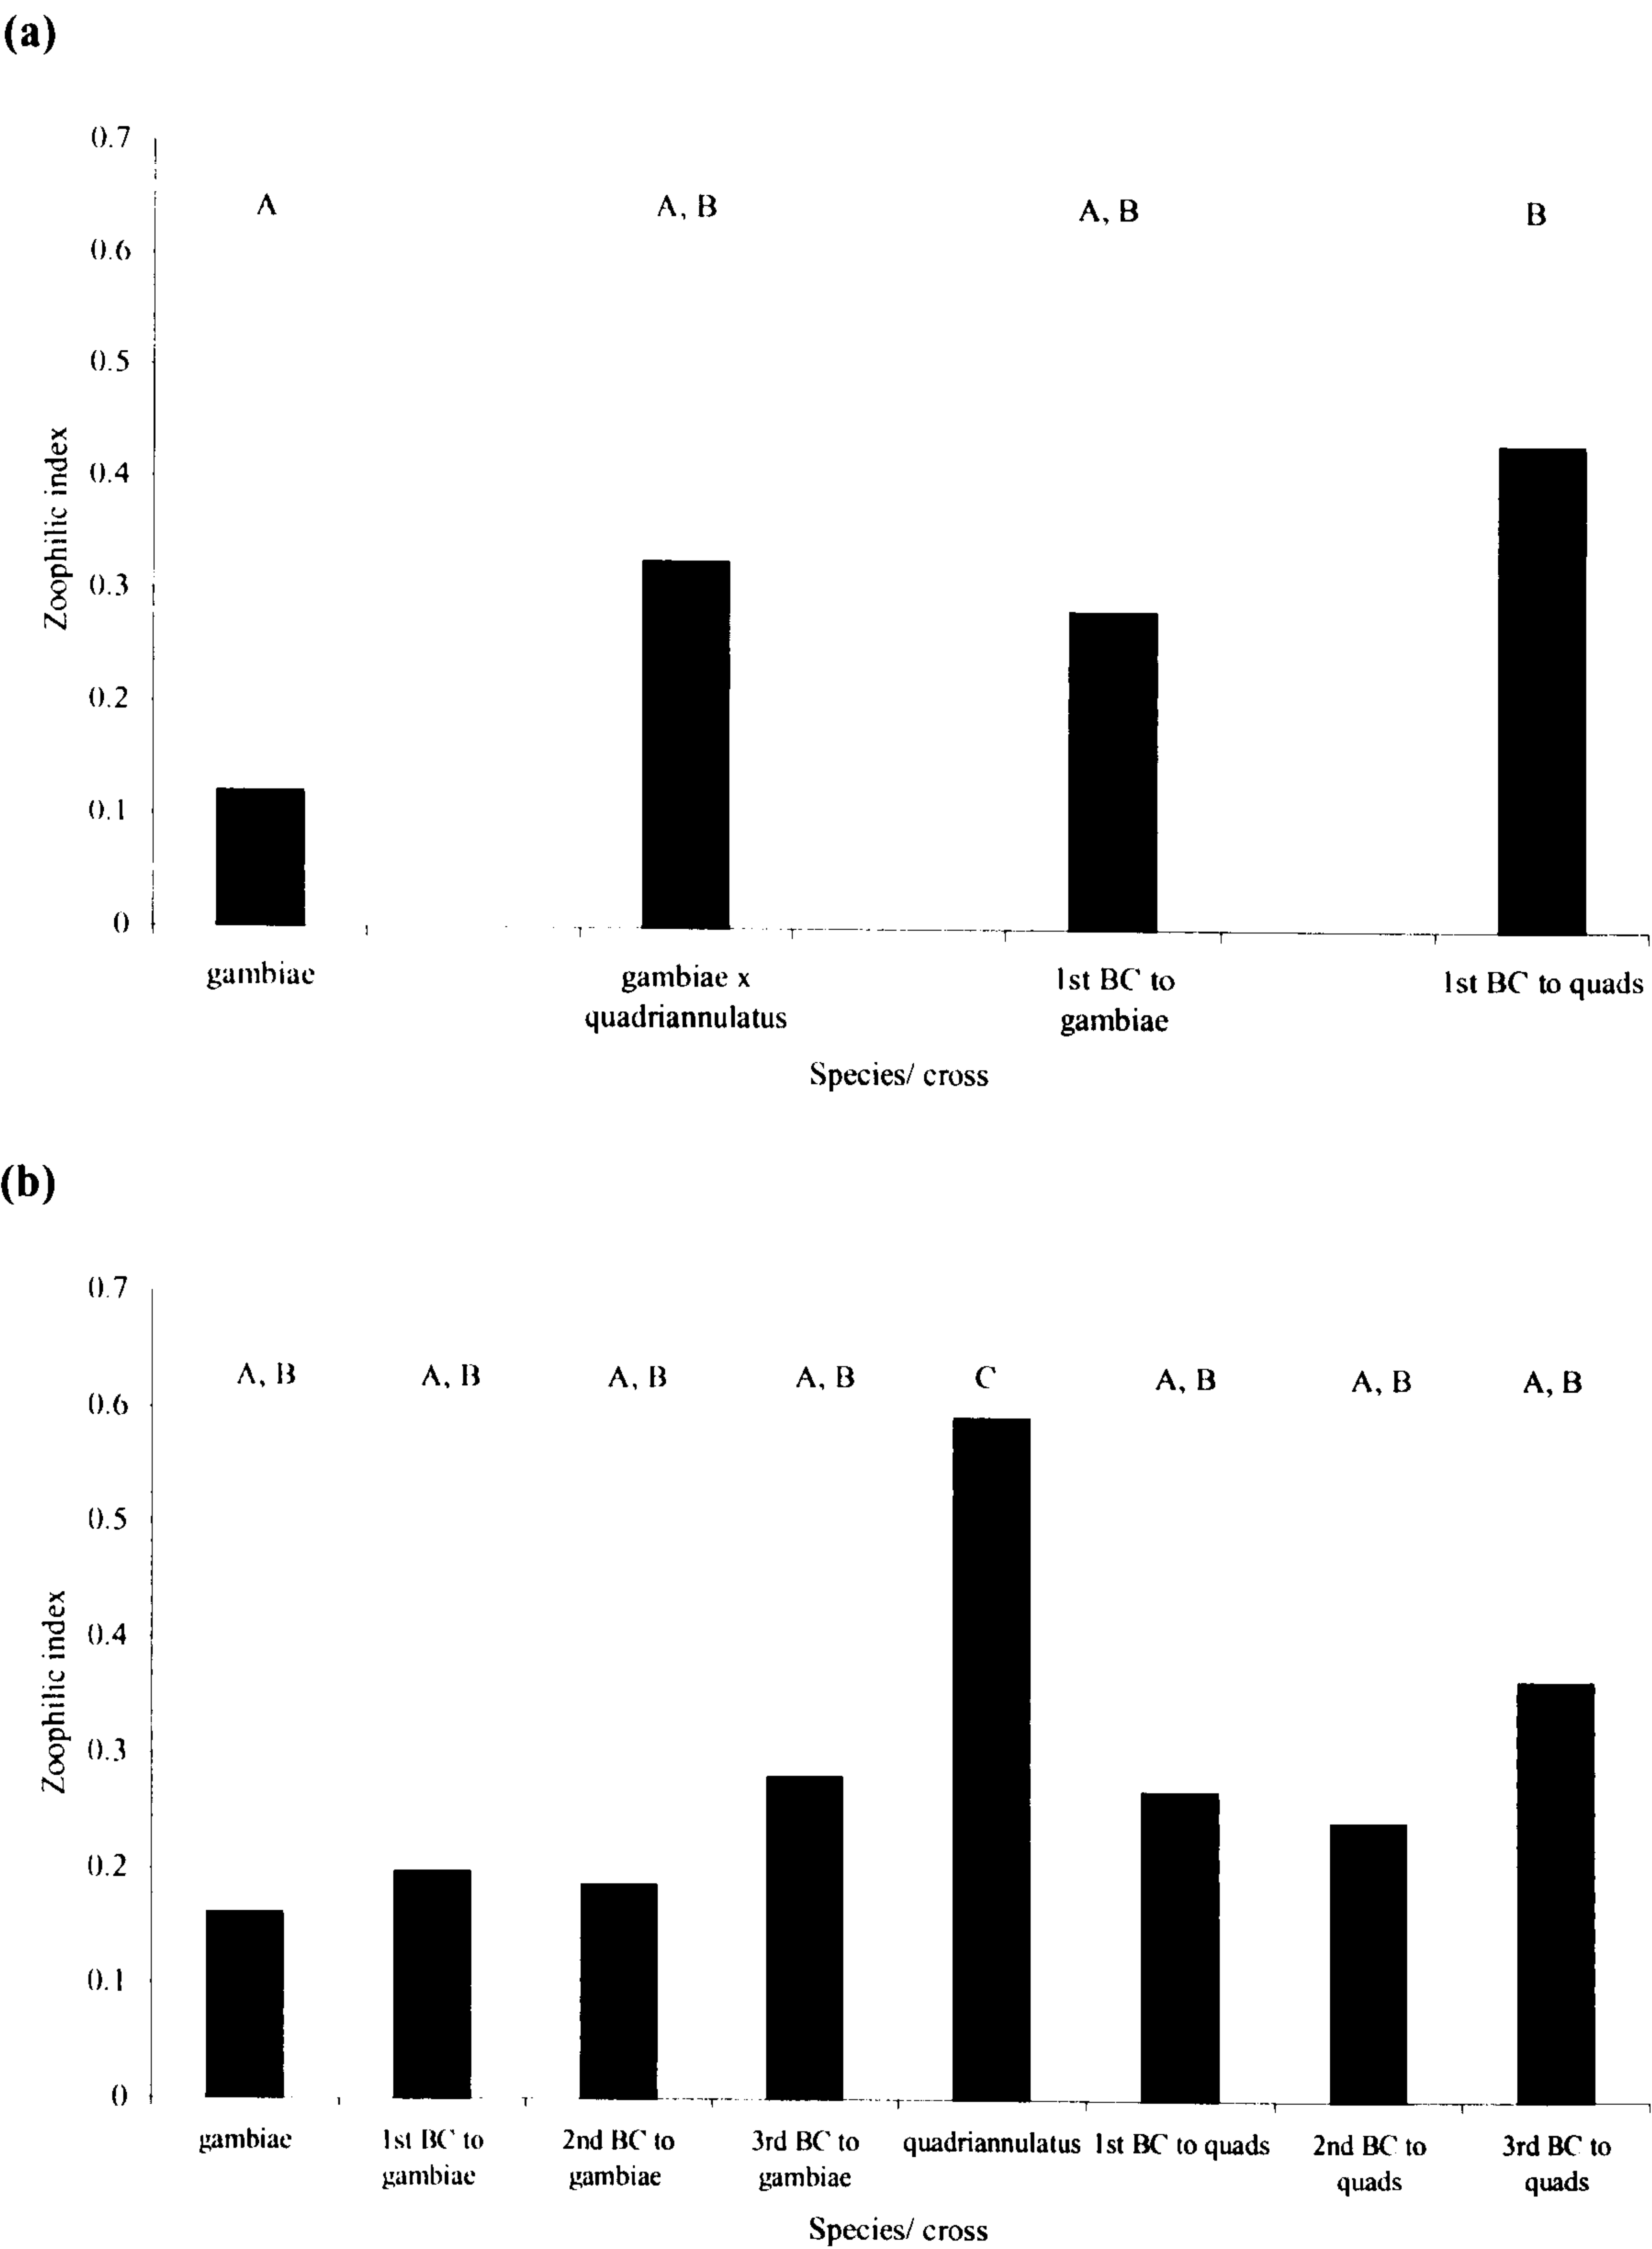 (a)
0.7
A
A, B
A, B
B
0.6
0.5
0.4
0.3
0.2
0.1
0
Zoophilic index
gambiae
gambiae x
quadriannulatus
1st BC to
gambiae
1st BC to quads
Species/ cross
(b)
0.7
A, B
A, B
A, B
A, B
C
A, B
A, B
A, B
0.6
0.5
0.4
0.3
0.2
0.1
0
Zoophilic index
gambiae
1st BC to
gambiae
2nd BC to
gambiae
3rd BC to
gambiae
quadriannulatus
1st BC to quads
2nd BC to
quads
3rd BC to
quads
Species/ cross